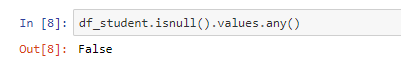 In [8]: df_student.isnull().values.any()
Out[8]: False